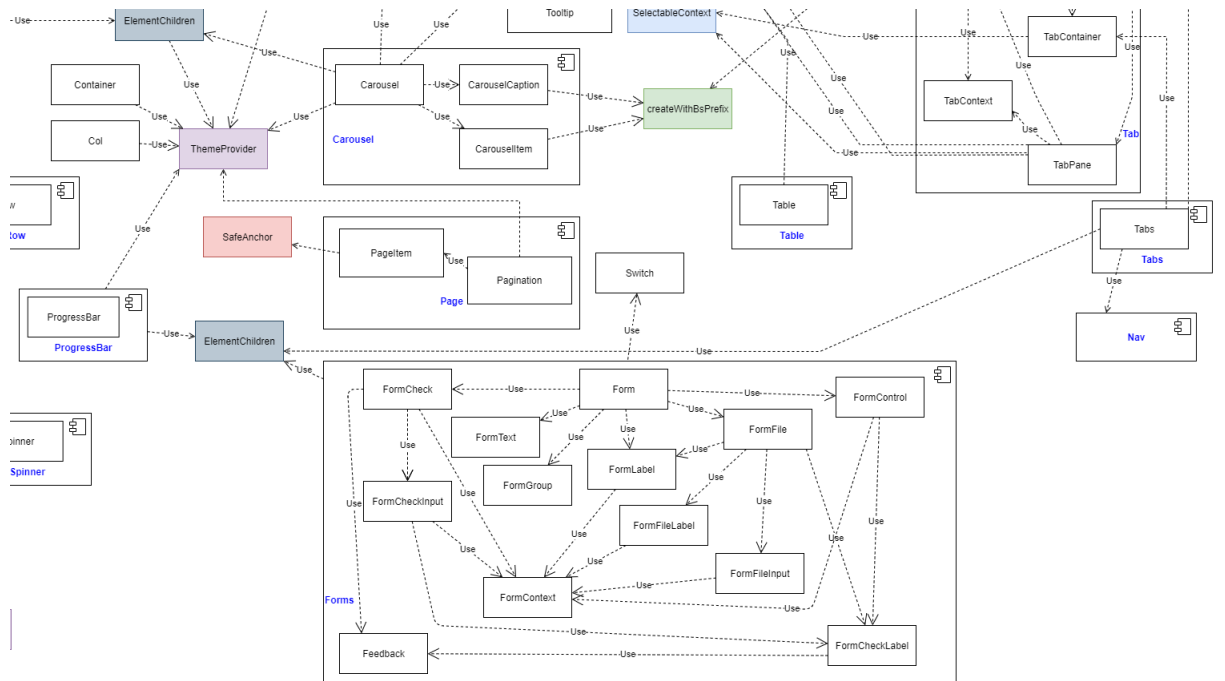 Use
ElementChildren
Tooltip
SelectableContext
TabContainer
Use
Use
Use
Use
Use
Container
Use
Use
Use
Carousel
Use
CarouselCaption
Use
createWithBsPrefix
TabContext
Use
Use
Use
Col
Use
ThemeProvider
Use
Carousel
Use
Use
CarouselItem
Use
Use
Tab
TabPane
Row
Table
Table
Tabs
Tabs
Use
SafeAnchor
Use
PageItem
Use
Pagination
Page
Switch
Use
ProgressBar
ProgressBar
Use
ElementChildren
Use
Use
Nav
Use
FormCheck
Use
Form
Use
FormControl
Use
Use
Use
Use
FormText
FormFile
Use
Use
Use
FormLabel
Spinner
FormGroup
Use
Use
Use
FormCheckInput
Use
Use
FormFileLabel
Use
Use
Use
Use
Use
FormFileInput
Use
FormContext
Use
Use
Forms
Use
FormCheckLabel
Feedback
Use